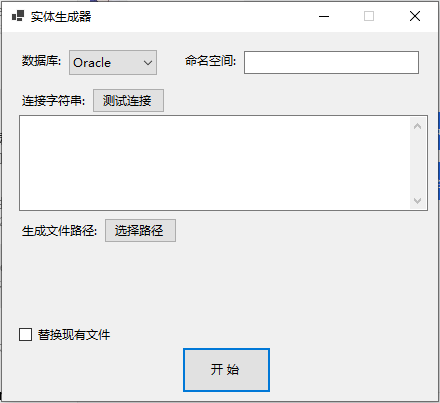 实体生成器
数据库: Oracle 命名空间:
连接字符串: 测试连接
生成文件路径: 选择路径
替换现有文件
开 始